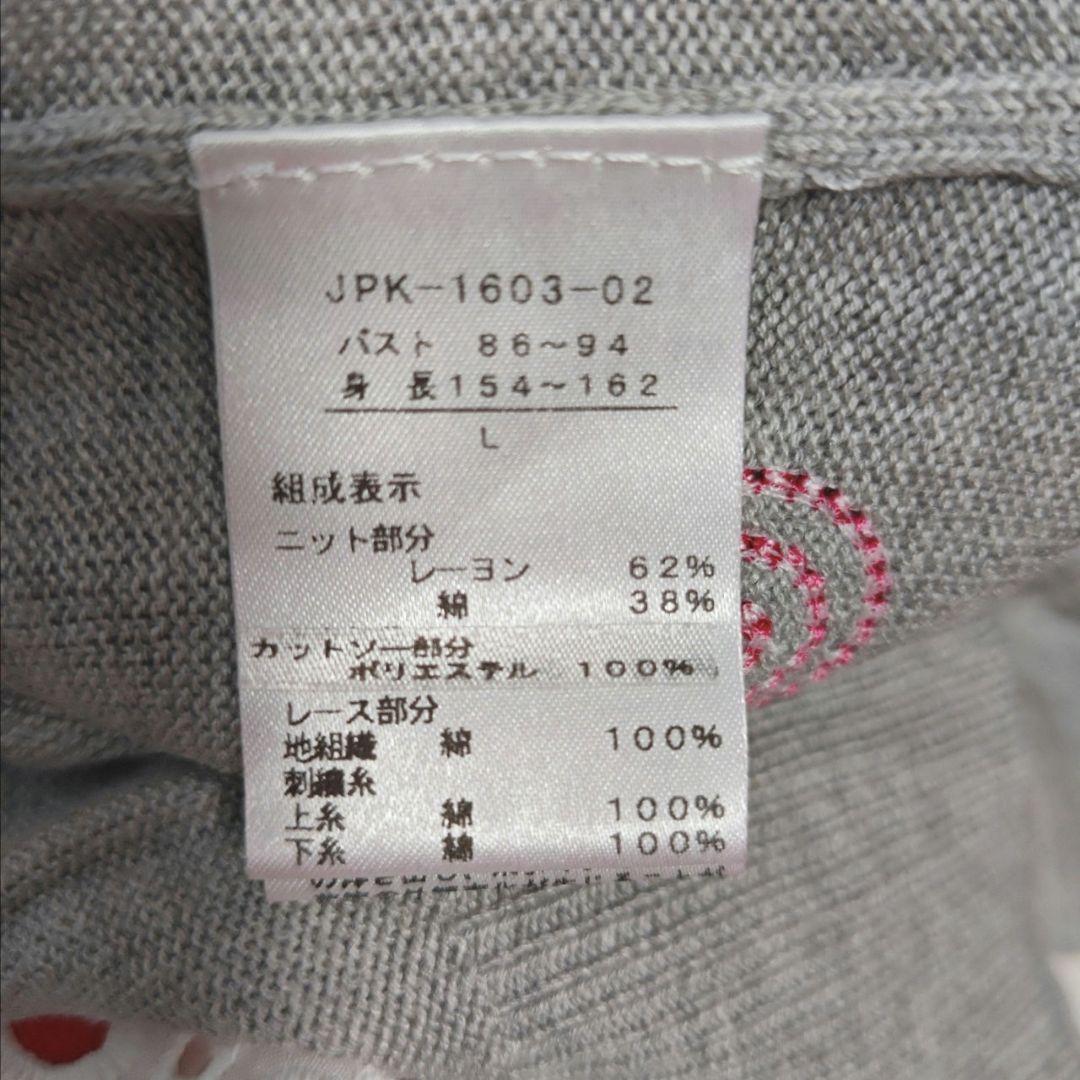 JPK-1603-02
バスト 86〜94
身 長154〜162
L
組成表示
ニット部分
レーヨン 62%
綿 38%
カットソー部分
ポリエステル 100%
レース部分
地組織 綿 100%
刺繍糸
上糸 綿 100%
下糸 綿 100%